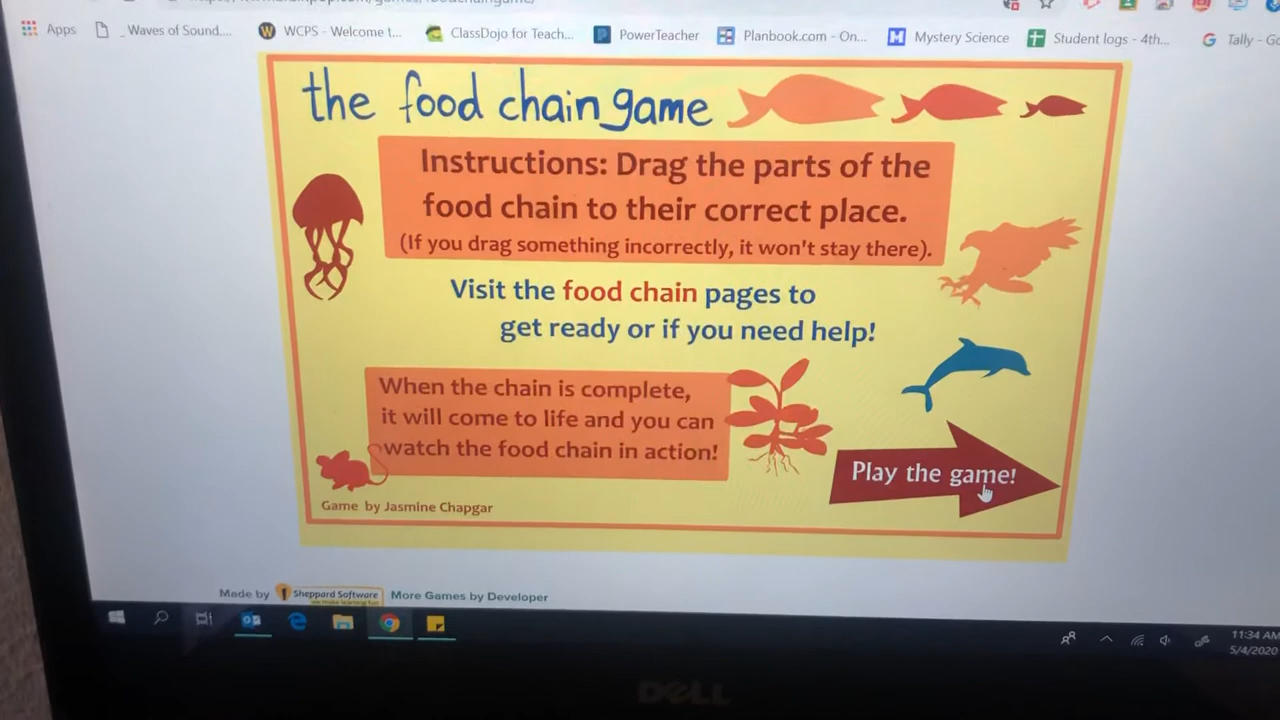 Apps
_ Waves of Sound....
WCPS - Welcome t...
ClassDojo for Teach...
PowerTeacher
Planbook.com - On...
Mystery Science
Student logs - 4th...
Tally - Go
the food chain game
Instructions: Drag the parts of the
food chain to their correct place.
(If you drag something incorrectly, it won't stay there).
Visit the food chain pages to
get ready or if you need help!
When the chain is complete,
it will come to life and you can
watch the food chain in action!
Play the game!
Game by Jasmine Chapgar
Made by
Sheppard Software
we make learning fun
More Games by Developer
11:34 AM
5/4/2020
DELL